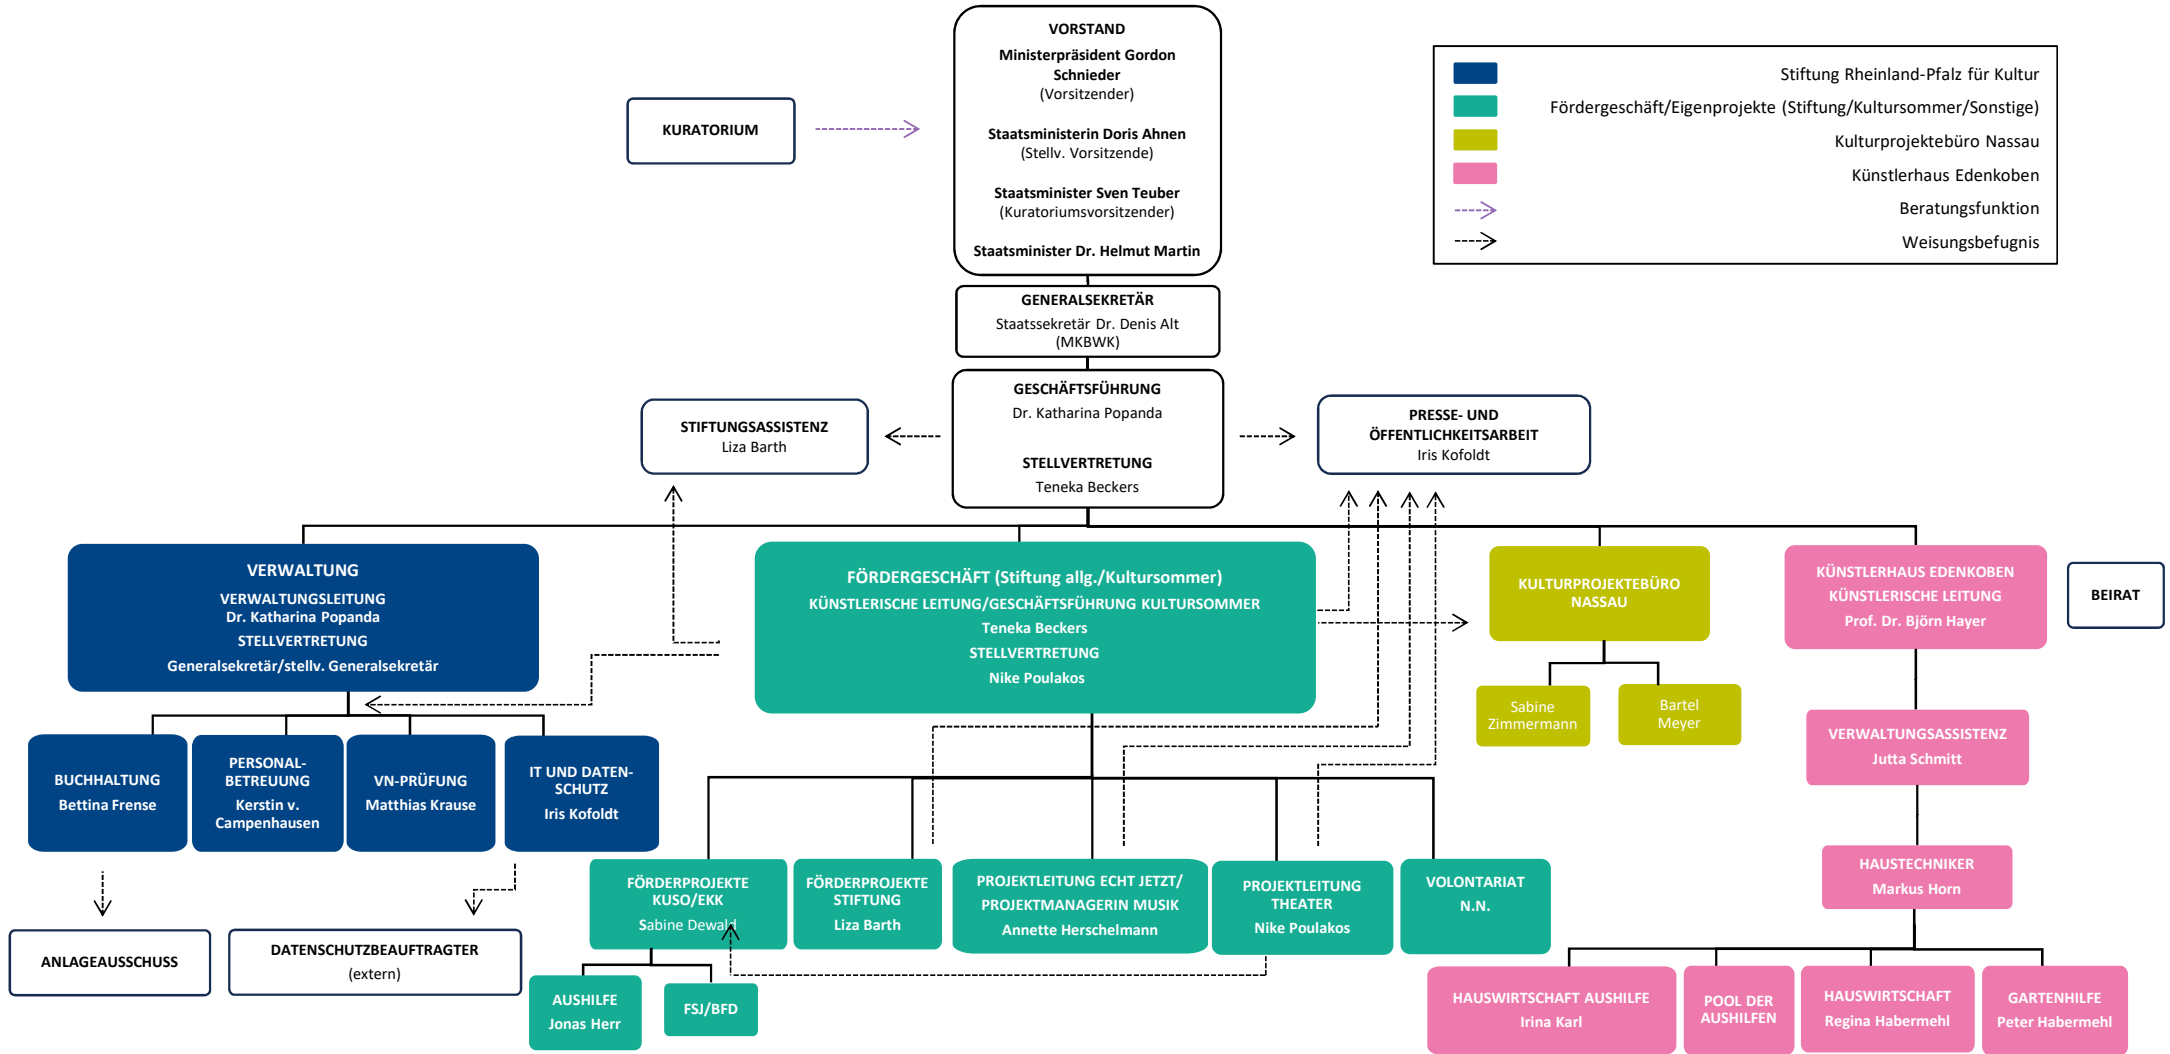 VORSTAND
Ministerpräsident Gordon
Schnieder
(Vorsitzender)
Staatsministerin Doris Ahnen
(Stellv. Vorsitzende)
Staatsminister Sven Teuber
(Kuratoriumsvorsitzender)
Staatsminister Dr. Helmut Martin
KURATORIUM
Stiftung Rheinland-Pfalz für Kultur
Fördergeschäft/Eigenprojekte (Stiftung/Kultursommer/Sonstige)
Kulturprojektebüro Nassau
Künstlerhaus Edenkoben
Beratungsfunktion
Weisungsbefugnis
GENERALSEKRETÄR
Staatssekretär Dr. Denis Alt
(MKBWK)
GESCHÄFTSFÜHRUNG
Dr. Katharina Popanda
STELLVERTRETUNG
Teneka Beckers
STIFTUNGSASSISTENZ
Liza Barth
PRESSE- UND
ÖFFENTLICHKEITSARBEIT
Iris Kofoldt
VERWALTUNG
VERWALTUNGSLEITUNG
Dr. Katharina Popanda
STELLVERTRETUNG
Generalsekretär/stellv. Generalsekretär
FÖRDERGESCHÄFT (Stiftung allg./Kultursommer)
KÜNSTLERISCHE LEITUNG/GESCHÄFTSFÜHRUNG KULTURSOMMER
Teneka Beckers
STELLVERTRETUNG
Nike Poulakos
KULTURPROJEKTEBÜRO
NASSAU
KÜNSTLERHAUS EDENKOBEN
KÜNSTLERISCHE LEITUNG
Prof. Dr. Björn Hayer
BEIRAT
Sabine
Zimmermann
Bartel
Meyer
BUCHHALTUNG
Bettina Frense
PERSONAL-
BETREUUNG
Kerstin v.
Campenhausen
VN-PRÜFUNG
Matthias Krause
IT UND DATEN-
SCHUTZ
Iris Kofoldt
VERWALTUNGSASSISTENZ
Jutta Schmitt
HAUSTECHNIKER
Markus Horn
FÖRDERPROJEKTE
KUSO/EKK
Sabine Dewald
FÖRDERPROJEKTE
STIFTUNG
Liza Barth
PROJEKTLEITUNG ECHT JETZT/
PROJEKTMANAGERIN MUSIK
Annette Herschelmann
PROJEKTLEITUNG
THEATER
Nike Poulakos
VOLONTARIAT
N.N.
ANLAGEAUSSCHUSS
DATENSCHUTZBEAUFTRAGTER
(extern)
AUSHILFE
Jonas Herr
FSJ/BFD
HAUSWIRTSCHAFT AUSHILFE
Irina Karl
POOL DER
AUSHILFEN
HAUSWIRTSCHAFT
Regina Habermehl
GARTENHILFE
Peter Habermehl